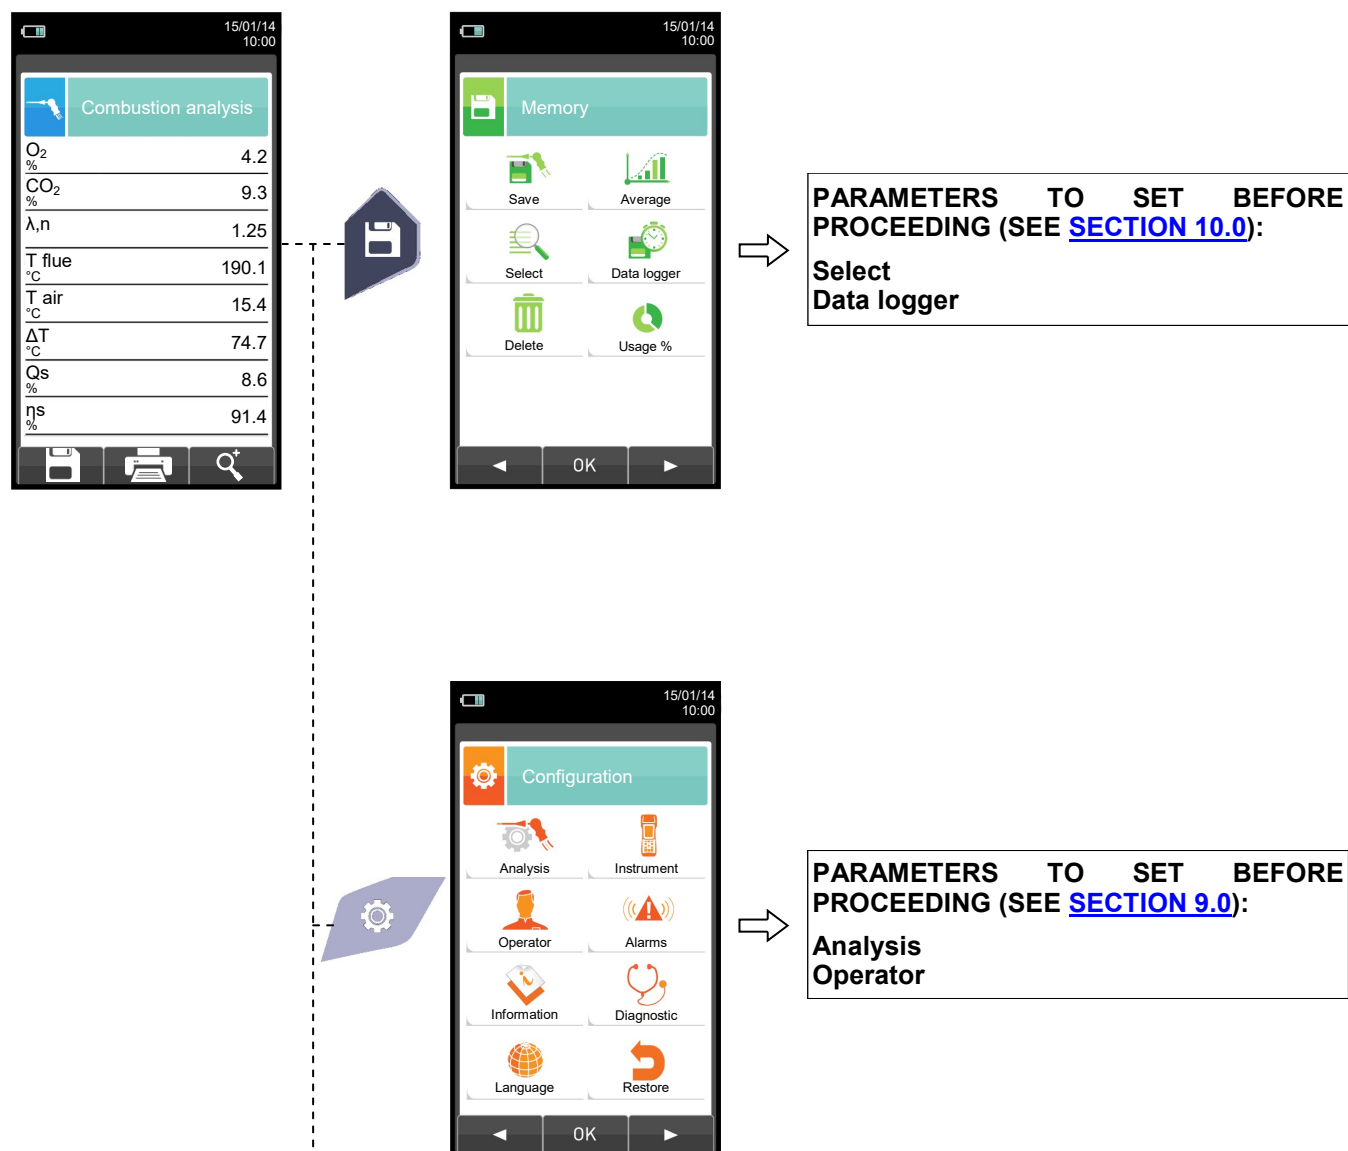 15/01/14
10:00
Combustion analysis
O2
%
4.2
CO2
%
9.3
λ,n
1.25
T flue
°C
190.1
T air
°C
15.4
ΔT
°C
74.7
Qs
%
8.6
ηs
%
91.4
15/01/14
10:00
Memory
Save
Average
Select
Data logger
Delete
Usage %
OK
PARAMETERS TO SET BEFORE
PROCEEDING (SEE SECTION 10.0):
Select
Data logger
15/01/14
10:00
Configuration
Analysis
Instrument
Operator
Alarms
Information
Diagnostic
Language
Restore
OK
PARAMETERS TO SET BEFORE
PROCEEDING (SEE SECTION 9.0):
Analysis
Operator